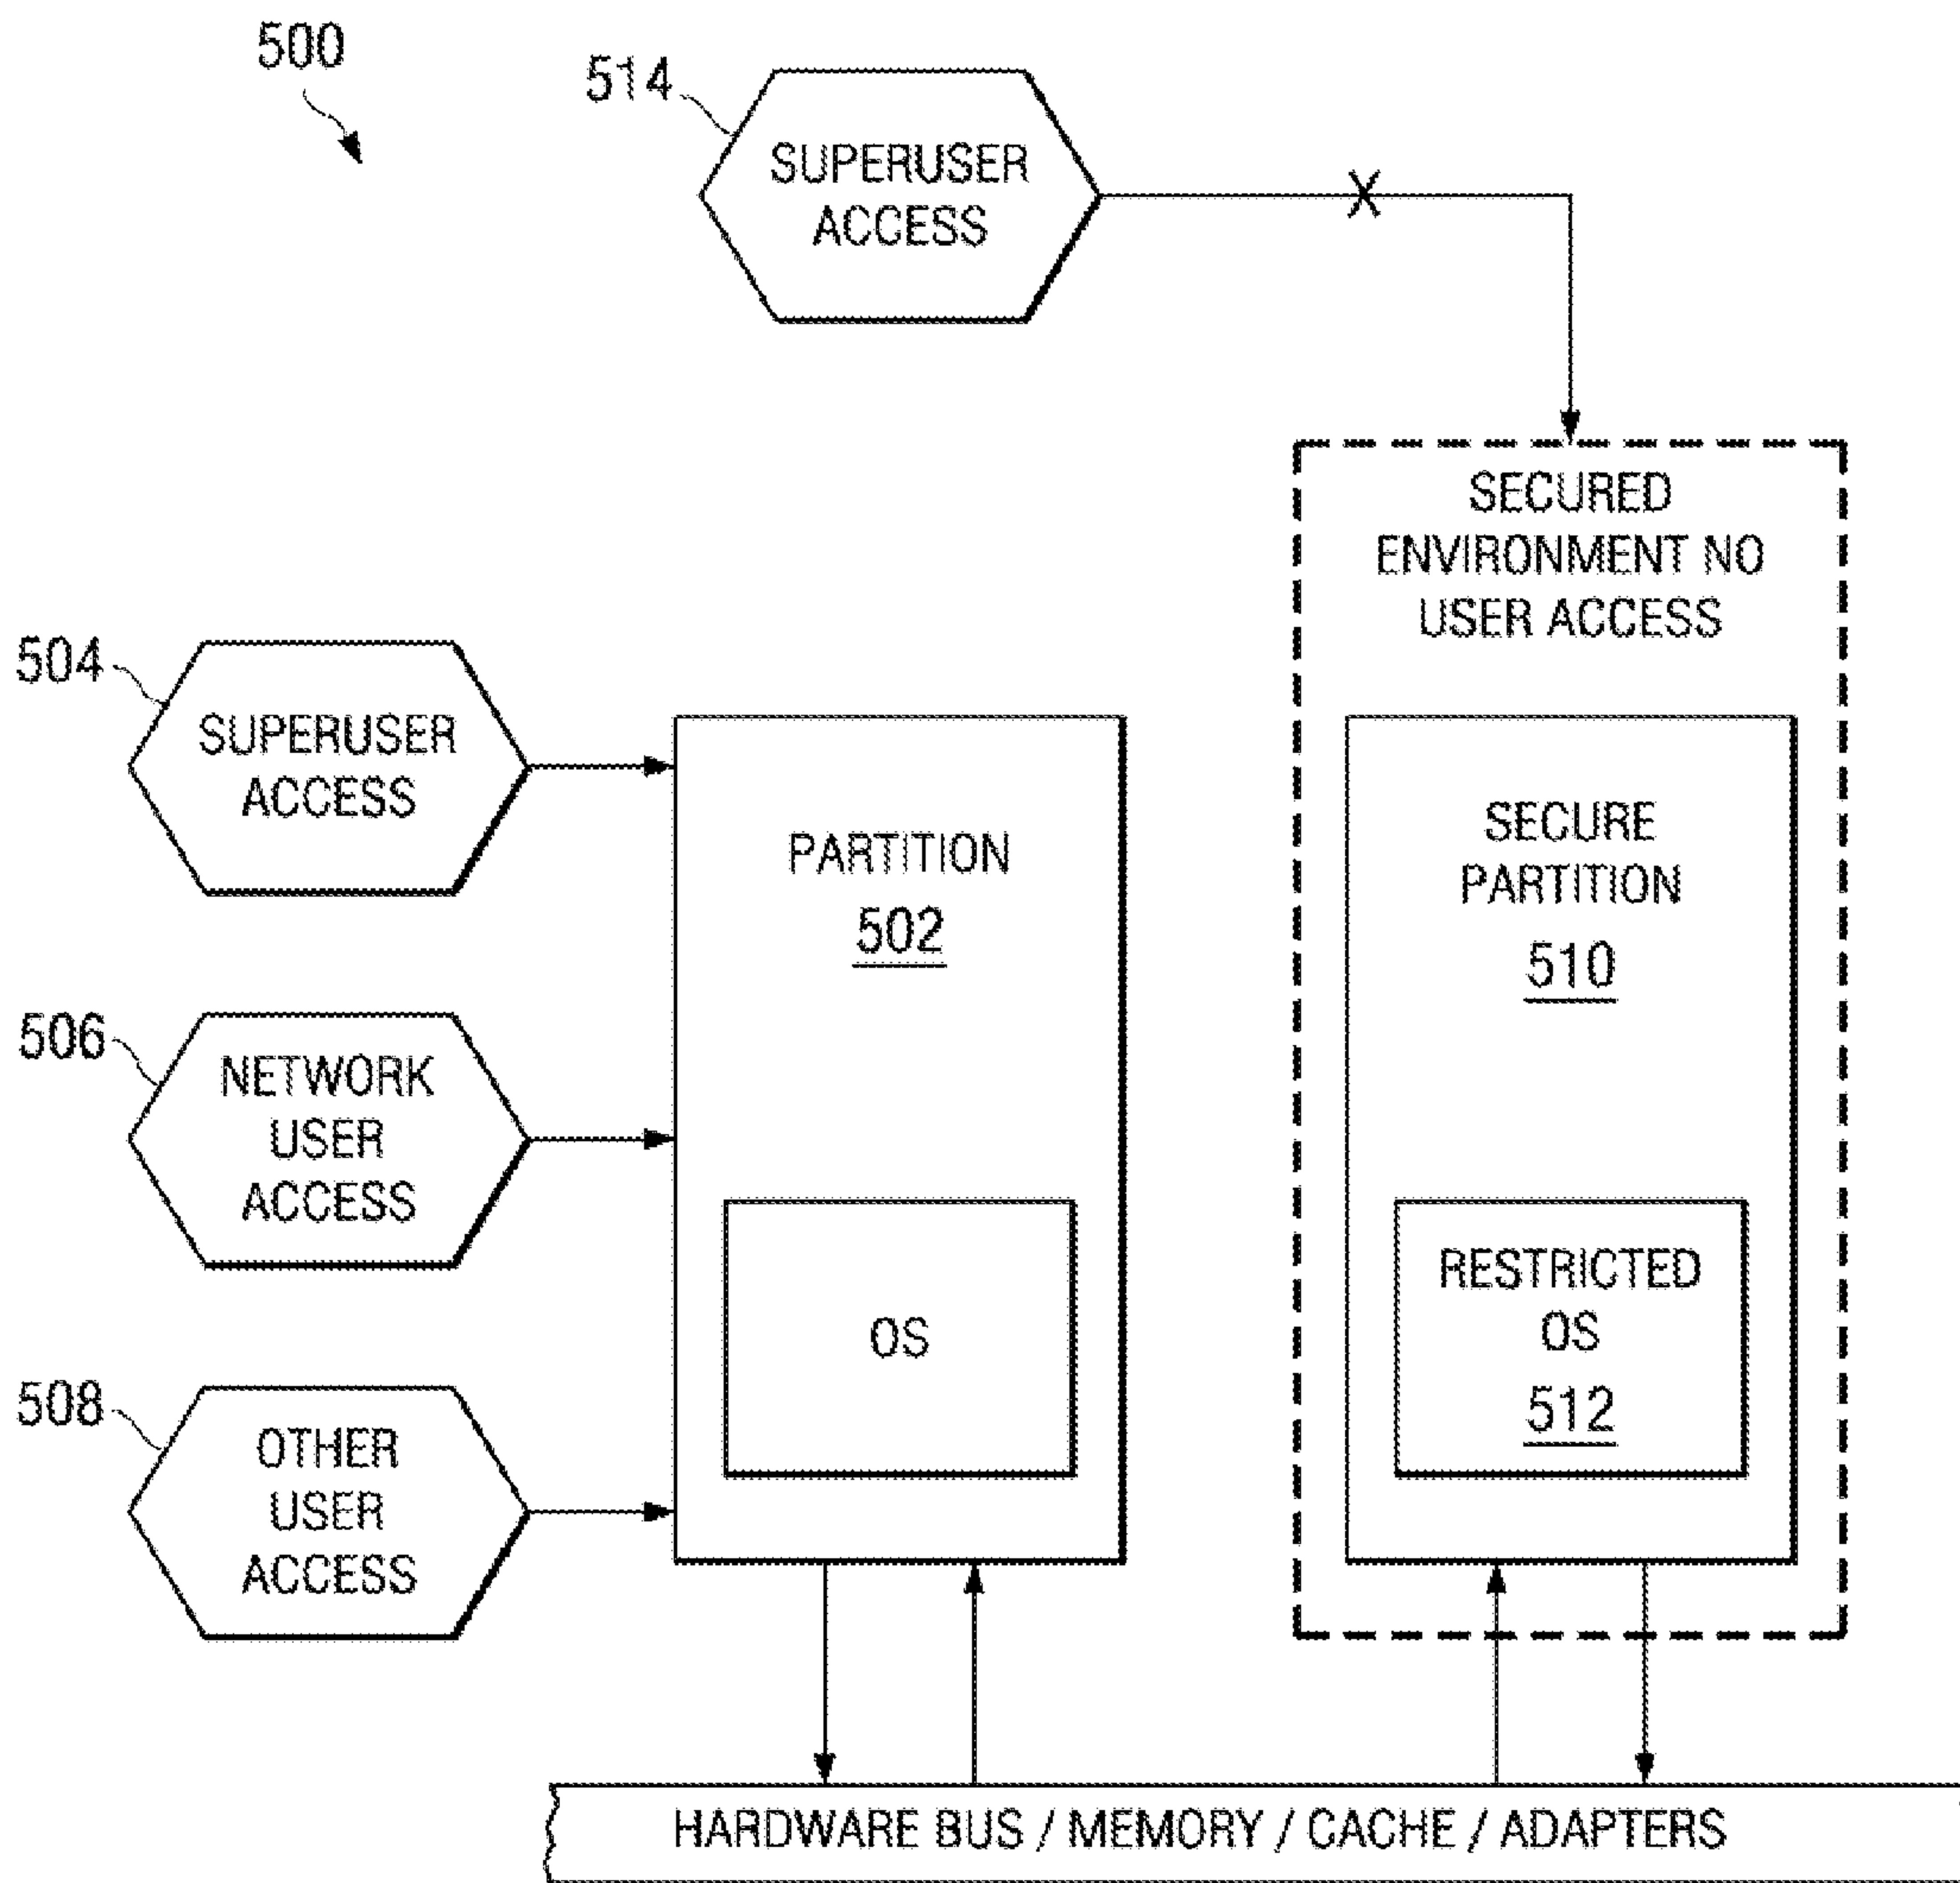 500
514
SUPERUSER
ACCESS
X
SECURED
ENVIRONMENT NO
USER ACCESS
504
SUPERUSER
ACCESS
PARTITION
502
SECURE
PARTITION
510
506
NETWORK
USER
ACCESS
OS
RESTRICTED
OS
512
508
OTHER
USER
ACCESS
HARDWARE BUS / MEMORY / CACHE / ADAPTERS